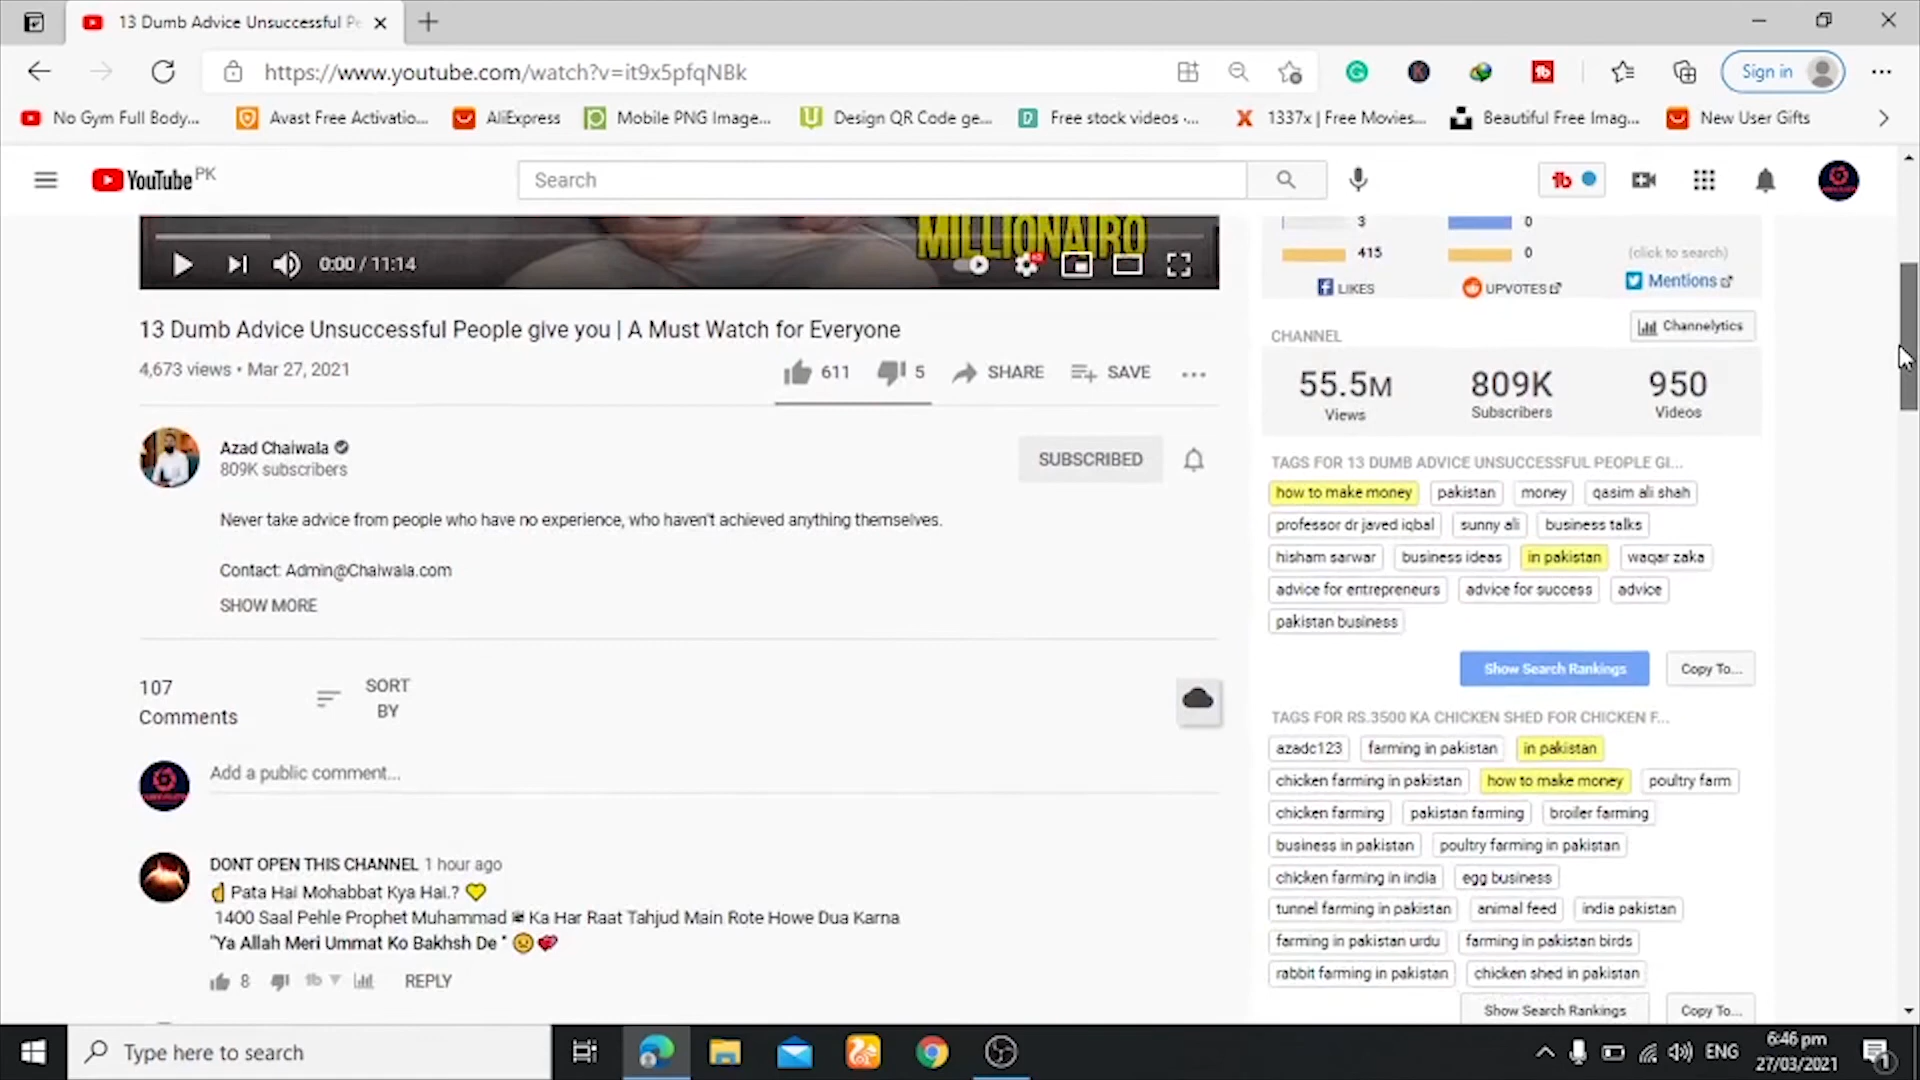 13 Dumb Advice Unsuccessful Pe
https://www.youtube.com/watch?v=it9x5pfqNBk
Sign in
No Gym Full Body...
Avast Free Activatio...
AliExpress
Mobile PNG Image...
Design QR Code ge...
Free stock videos -...
1337x | Free Movies...
Beautiful Free Imag...
New User Gifts
YouTube PK
Search
MILLIONAIRO
0:00 / 11:14
3
0
415
0
(click to search)
LIKES
UPVOTES
Mentions
13 Dumb Advice Unsuccessful People give you | A Must Watch for Everyone
4,673 views • Mar 27, 2021
611
5
SHARE
SAVE
CHANNEL
Channelytics
55.5M
Views
809K
Subscribers
950
Videos
Azad Chaiwala
809K subscribers
SUBSCRIBED
Never take advice from people who have no experience, who haven't achieved anything themselves.
Contact: Admin@Chaiwala.com
SHOW MORE
TAGS FOR 13 DUMB ADVICE UNSUCCESSFUL PEOPLE GI...
how to make money
pakistan
money
qasim ali shah
professor dr javed iqbal
sunny ali
business talks
hisham sarwar
business ideas
in pakistan
waqar zaka
advice for entrepreneurs
advice for success
advice
pakistan business
Show Search Rankings
Copy To...
107
Comments
SORT
BY
Add a public comment...
TAGS FOR RS.3500 KA CHICKEN SHED FOR CHICKEN F...
azadc123
farming in pakistan
in pakistan
chicken farming in pakistan
how to make money
poultry farm
chicken farming
pakistan farming
broiler farming
business in pakistan
poultry farming in pakistan
chicken farming in india
egg business
tunnel farming in pakistan
animal feed
india pakistan
farming in pakistan urdu
farming in pakistan birds
rabbit farming in pakistan
chicken shed in pakistan
Show Search Rankings
Copy To...
DONT OPEN THIS CHANNEL 1 hour ago
☝Pata Hai Mohabbat Kya Hai.? 💛
1400 Saal Pehle Prophet Muhammad ﷺ Ka Har Raat Tahjud Main Rote Howe Dua Karna
"Ya Allah Meri Ummat Ko Bakhsh De "
8
REPLY
Type here to search
ENG
6:46 pm
27/03/2021
1